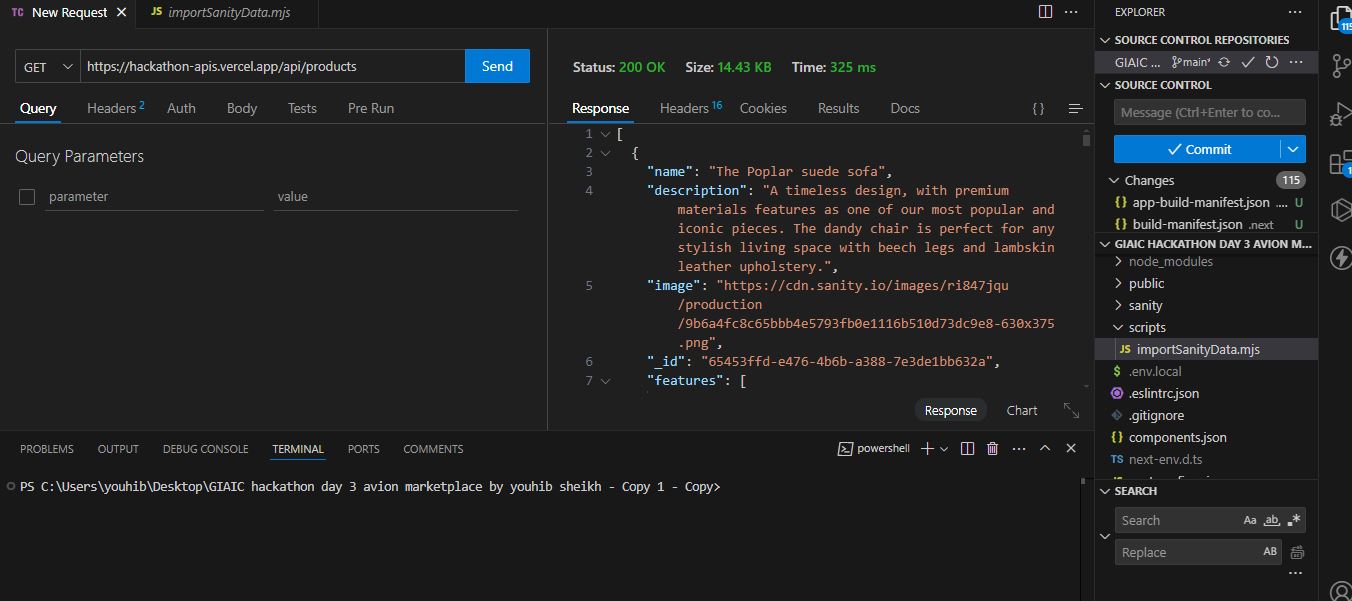 TC New Request
JS importSanityData.mjs
GET
https://hackathon-apis.vercel.app/api/products
Send
Query
Headers 2
Auth
Body
Tests
Pre Run
Query Parameters
parameter
value
Status: 200 OK
Size: 14.43 KB
Time: 325 ms
Response
Headers 16
Cookies
Results
Docs
{ }
1 [
2 {
3 "name": "The Poplar suede sofa",
4 "description": "A timeless design, with premium
materials features as one of our most popular and
iconic pieces. The dandy chair is perfect for any
stylish living space with beech legs and lambskin
leather upholstery.",
5 "image": "https://cdn.sanity.io/images/ri847jqu
/production
/9b6a4fc8c65bbb4e5793fb0e1116b510d73dc9e8-630x375
.png",
6 "_id": "65453ffd-e476-4b6b-a388-7e3de1bb632a",
7 "features": [
Response
Chart
PROBLEMS
OUTPUT
DEBUG CONSOLE
TERMINAL
PORTS
COMMENTS
powershell
PS C:\Users\youhib\Desktop\GIAIC hackathon day 3 avion marketplace by youhib sheikh - Copy 1 - Copy>
EXPLORER
SOURCE CONTROL REPOSITORIES
GIAIC ... main*
SOURCE CONTROL
Message (Ctrl+Enter to co...
Commit
Changes 115
{} app-build-manifest.json .... U
{} build-manifest.json .next U
GIAIC HACKATHON DAY 3 AVION M...
node_modules
public
sanity
scripts
JS importSanityData.mjs
$ .env.local
.eslintrc.json
.gitignore
{} components.json
TS next-env.d.ts
SEARCH
Search
Aa ab .*
Replace
AB
115
1